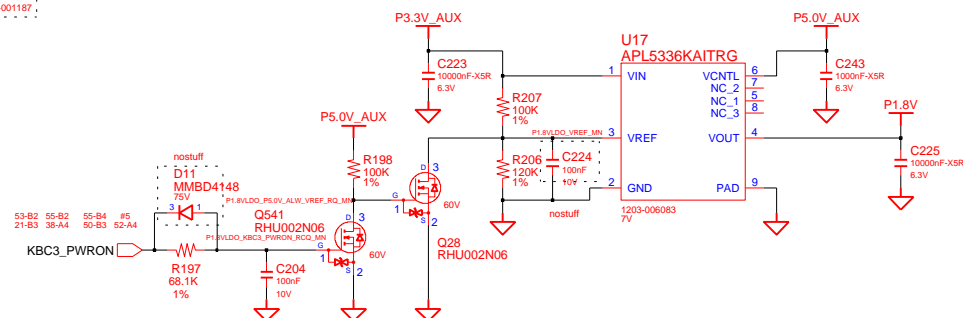 -001187
P3.3V_AUX
P5.0V_AUX
U17
APL5336KAITRG
C223
10000nF-X5R
6.3V
1
VIN
VCNTL
6
NC_2
7
NC_1
5
NC_3
8
C243
1000nF-X5R
6.3V
R207
100K
1%
P1.8V
P5.0V_AUX
P1.8VLDO_VREF_MN
3
VREF
VOUT
4
nostuff
D11
MMBD4148
75V
3
1
R198
100K
1%
D
3
R206
120K
1%
C224
100nF
10V
C225
10000nF-X5R
6.3V
2
GND
PAD
9
P1.8VLDO_P5.0V_ALW_VREF_RQ_MN
G
1
S
2
60V
nostuff
1203-006083
7V
53-B2 55-B2 55-B4 #5
21-B3 38-A4 50-B3 52-A4
Q541
RHU002N06
D
3
P1.8VLDO_KBC3_PWRON_RCQ_MN
G
1
S
2
60V
Q28
RHU002N06
KBC3_PWRON
R197
68.1K
1%
C204
100nF
10V